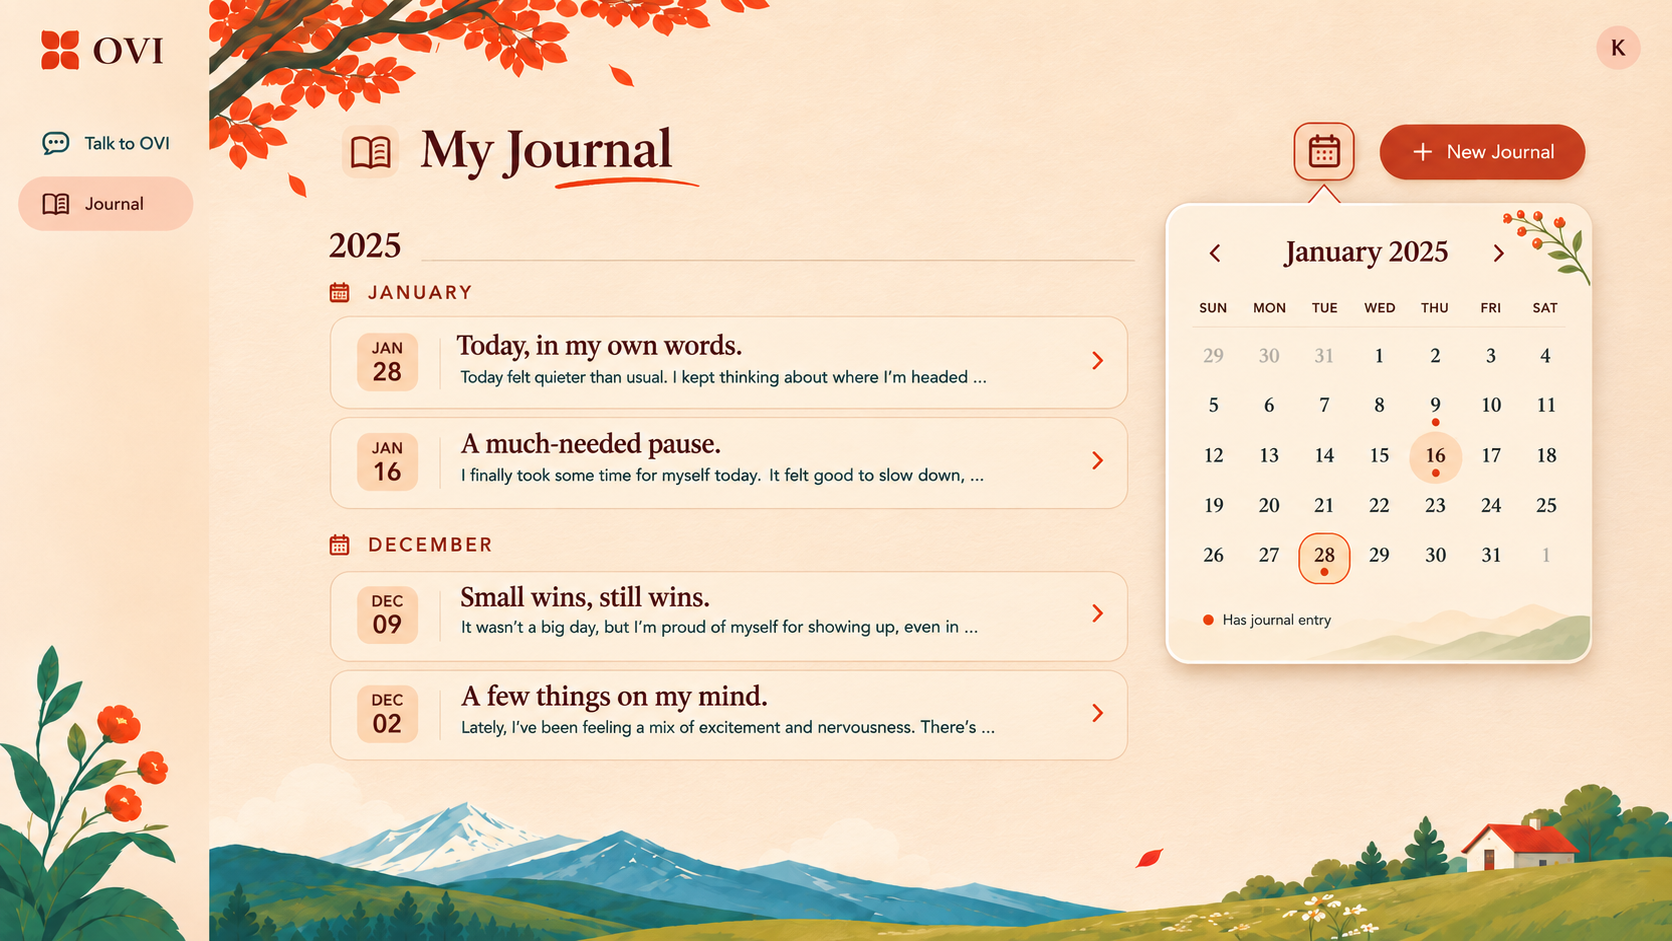 OVI
K
Talk to OVI
Journal
My Journal
+ New Journal
2025
JANUARY
JAN
28
Today, in my own words.
Today felt quieter than usual. I kept thinking about where I'm headed ...
JAN
16
A much-needed pause.
I finally took some time for myself today. It felt good to slow down, ...
DECEMBER
DEC
09
Small wins, still wins.
It wasn't a big day, but I'm proud of myself for showing up, even in ...
DEC
02
A few things on my mind.
Lately, I've been feeling a mix of excitement and nervousness. There's ...
January 2025
SUN MON TUE WED THU FRI SAT
29 30 31 1 2 3 4
5 6 7 8 9 10 11
12 13 14 15 16 17 18
19 20 21 22 23 24 25
26 27 28 29 30 31 1
Has journal entry